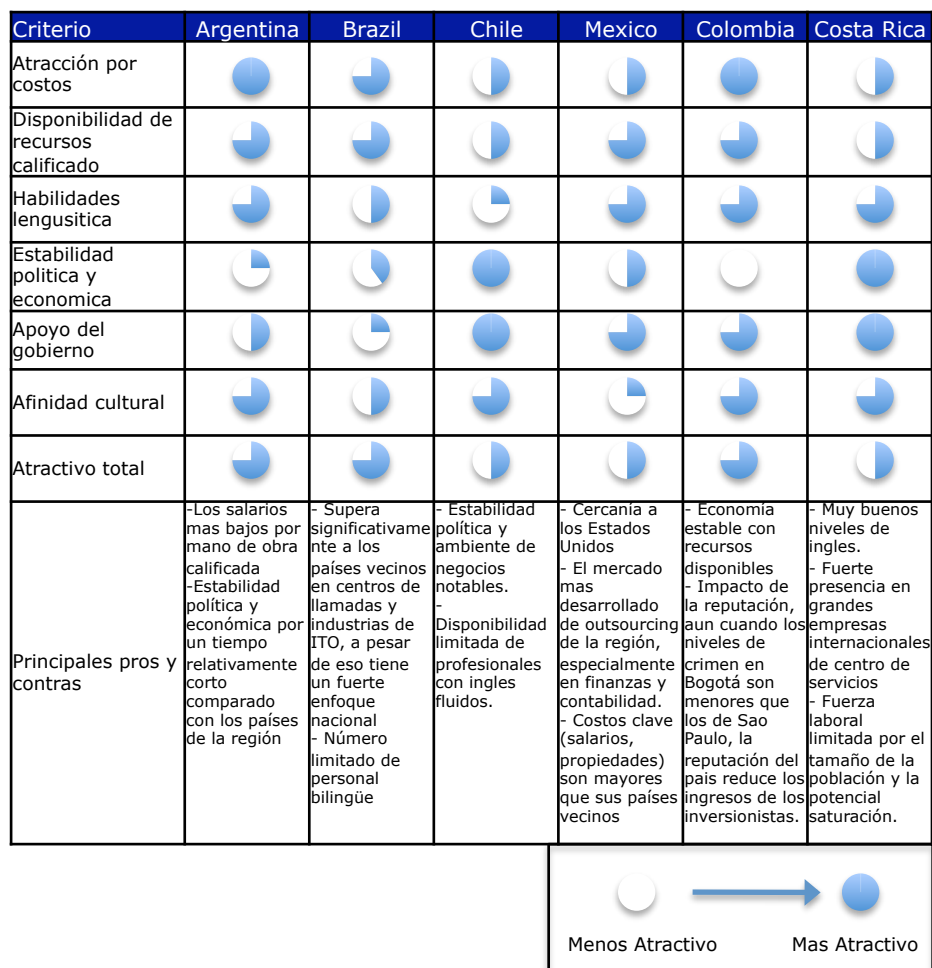 Criterio Argentina Brazil Chile Mexico Colombia Costa Rica
Atracción por
costos
Disponibilidad de
recursos
calificado
Habilidades
lengusitica
Estabilidad
politica y
economica
Apoyo del
gobierno
Afinidad cultural
Atractivo total
Principales pros y
contras
-Los salarios
mas bajos por
mano de obra
calificada
-Estabilidad
política y
económica por
un tiempo
relativamente
corto
comparado
con los países
de la región
- Supera
significativame
nte a los
países vecinos
en centros de
llamadas y
industrias de
ITO, a pesar
de eso tiene
un fuerte
enfoque
nacional
- Número
limitado de
personal
bilingüe
- Estabilidad
política y
ambiente de
negocios
notables.
-
Disponibilidad
limitada de
profesionales
con ingles
fluidos.
- Cercanía a
los Estados
Unidos
- El mercado
mas
desarrollado
de outsourcing
de la región,
especialmente
en finanzas y
contabilidad.
- Costos clave
(salarios,
propiedades)
son mayores
que sus países
vecinos
- Economía
estable con
recursos
disponibles
- Impacto de
la reputación,
aun cuando los
niveles de
crimen en
Bogotá son
menores que
los de Sao
Paulo, la
reputación del
pais reduce los
ingresos de los
inversionistas.
- Muy buenos
niveles de
ingles.
- Fuerte
presencia en
grandes
empresas
internacionales
de centro de
servicios
- Fuerza
laboral
limitada por el
tamaño de la
población y la
potencial
saturación.
Menos Atractivo Mas Atractivo